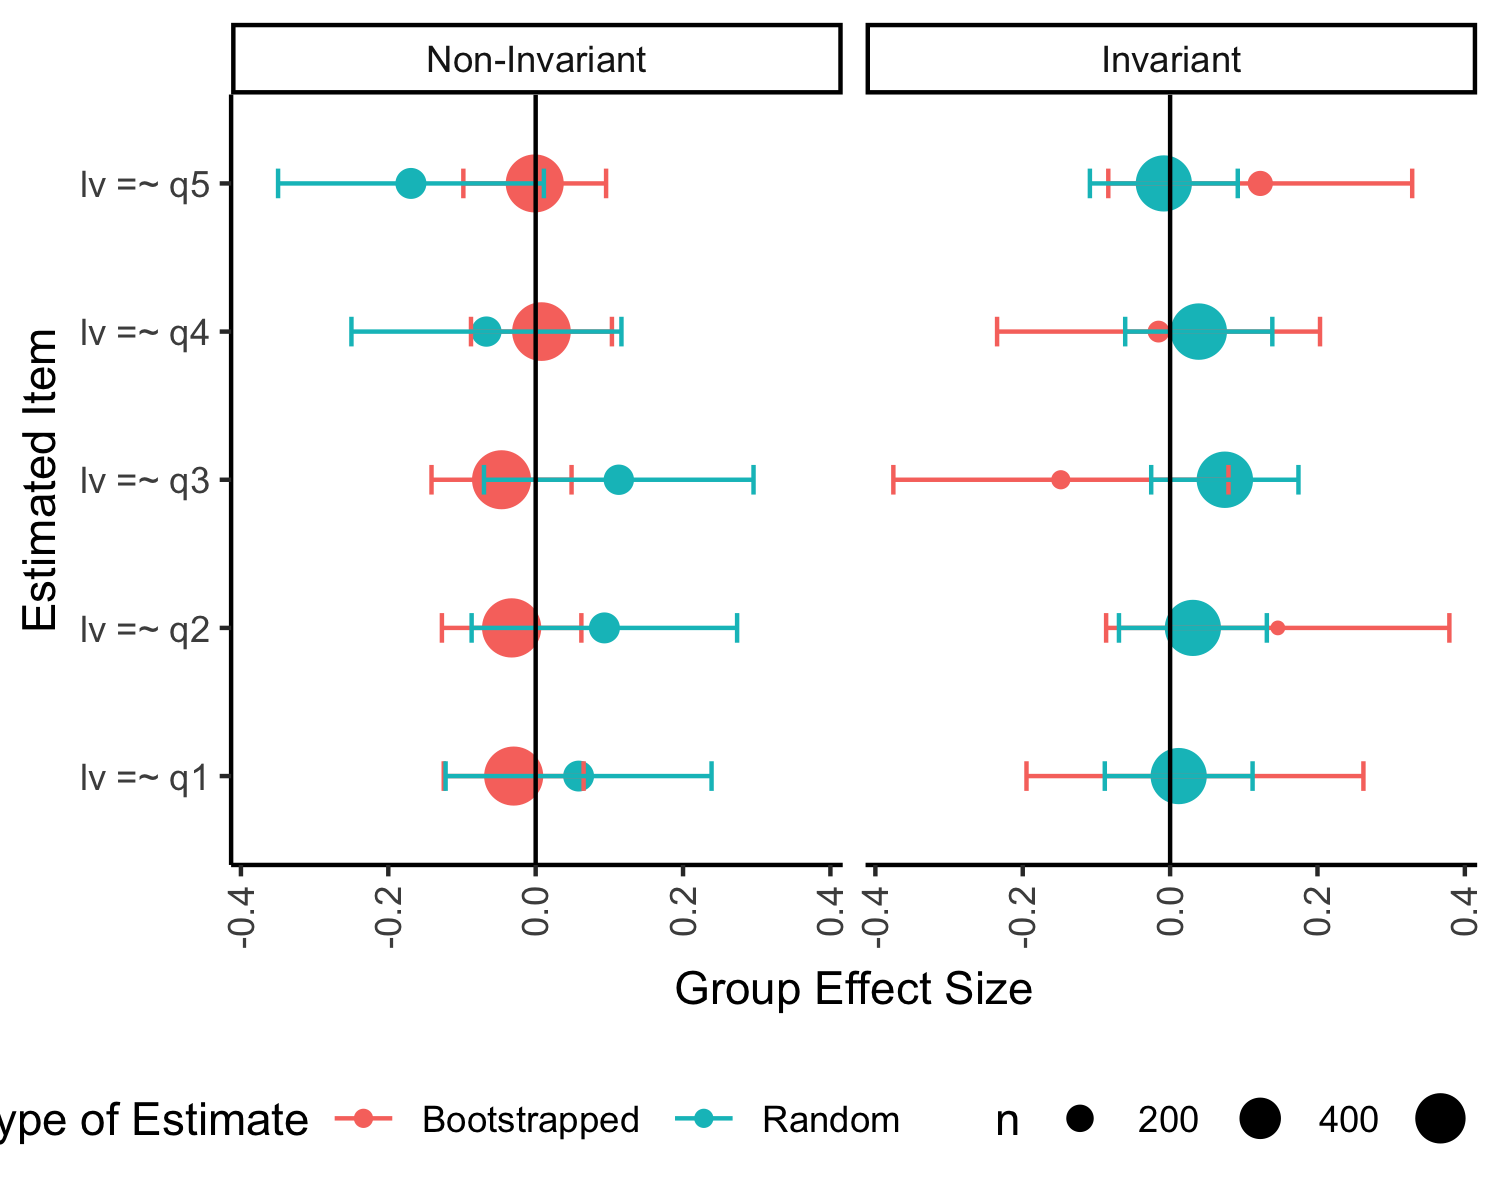 Non-Invariant
Invariant
Estimated Item
lv =~ q5
lv =~ q4
lv =~ q3
lv =~ q2
lv =~ q1
-0.4 -0.2 0.0 0.2 0.4
-0.4 -0.2 0.0 0.2 0.4
Group Effect Size
ype of Estimate Bootstrapped Random n 200 400